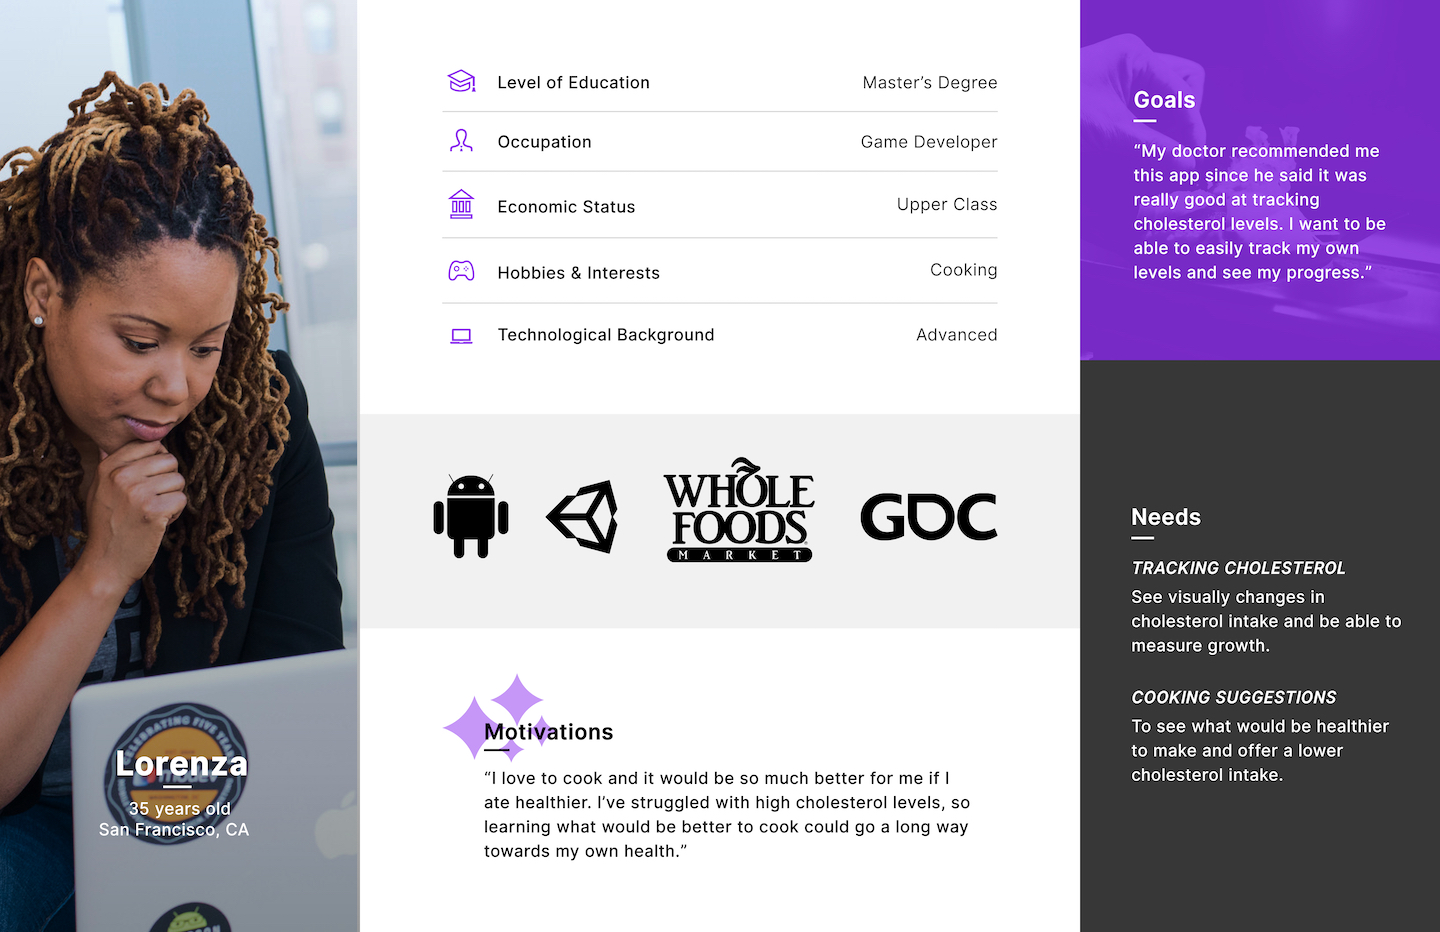 Lorenza
35 years old
San Francisco, CA
CELEBRATING FIVE YEARS
Level of Education
Master’s Degree
Occupation
Game Developer
Economic Status
Upper Class
Hobbies & Interests
Cooking
Technological Background
Advanced
WHOLE
FOODS
MARKET
GDC
Motivations
“I love to cook and it would be so much better for me if I
ate healthier. I’ve struggled with high cholesterol levels, so
learning what would be better to cook could go a long way
towards my own health.”
Goals
“My doctor recommended me
this app since he said it was
really good at tracking
cholesterol levels. I want to be
able to easily track my own
levels and see my progress.”
Needs
TRACKING CHOLESTEROL
See visually changes in
cholesterol intake and be able to
measure growth.
COOKING SUGGESTIONS
To see what would be healthier
to make and offer a lower
cholesterol intake.